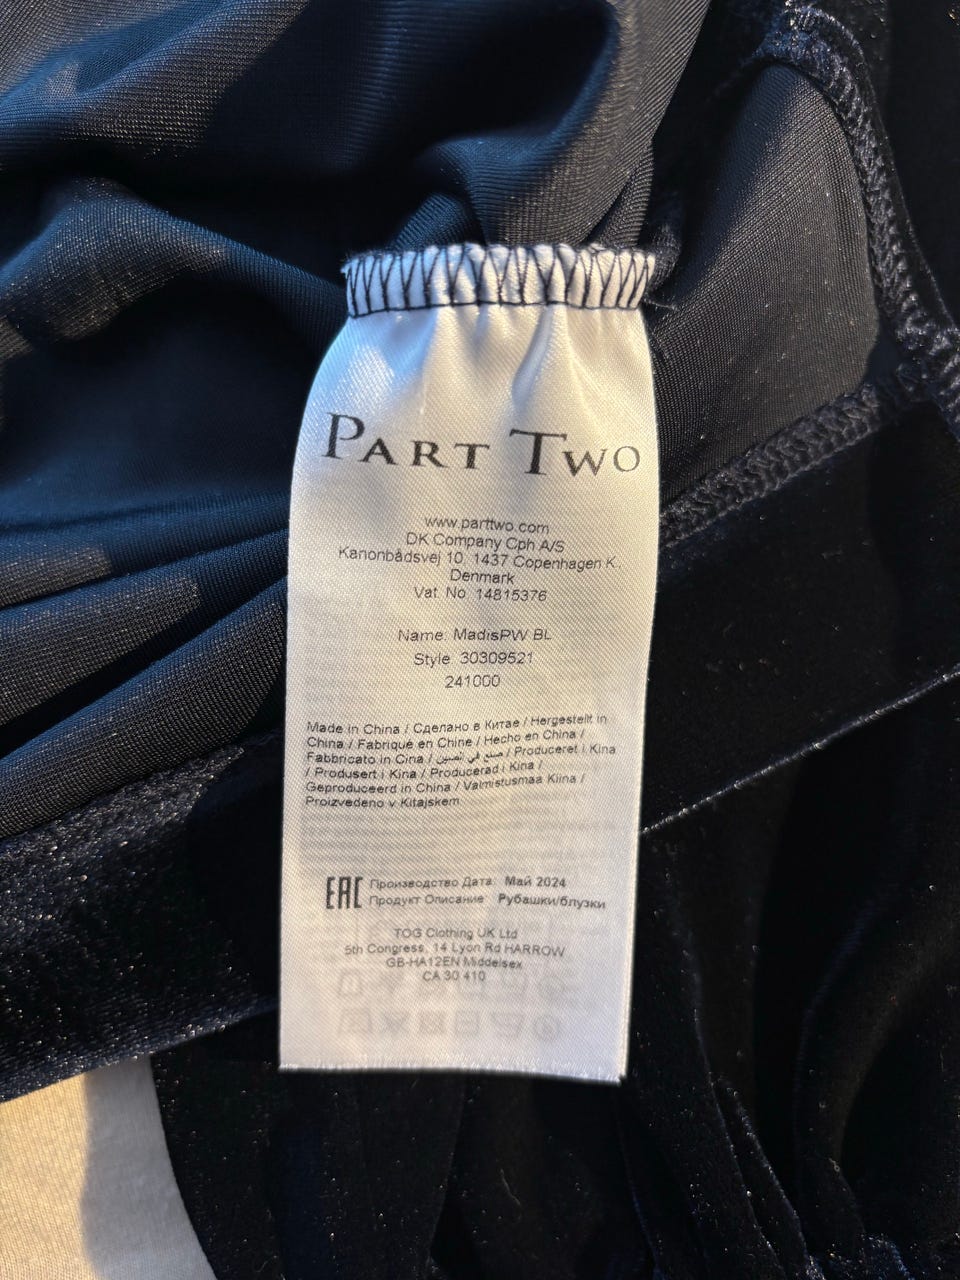 PART TWO
www.parttwo.com
DK Company Cph A/S
Kanonbådsvej 10, 1437 Copenhagen K.,
Denmark
Vat. No. 14815376
Name: MadisPW BL
Style: 30309521
241000
Made in China / Сделано в Китае / Hergestellt in
China / Fabriqué en Chine / Hecho en China /
Fabbricato in Cina / صنع في الصين / Produceret i Kina
/ Produsert i Kina / Producerad i Kina /
Geproduceerd in China / Valmistusmaa Kiina /
Proizvedeno v Kitajskem
EAC Производство Дата: Май 2024
Продукт Описание: Рубашки/блузки
TOG Clothing UK Ltd
5th Congress, 14 Lyon Rd HARROW
GB-HA12EN Middelsex
CA 30 410